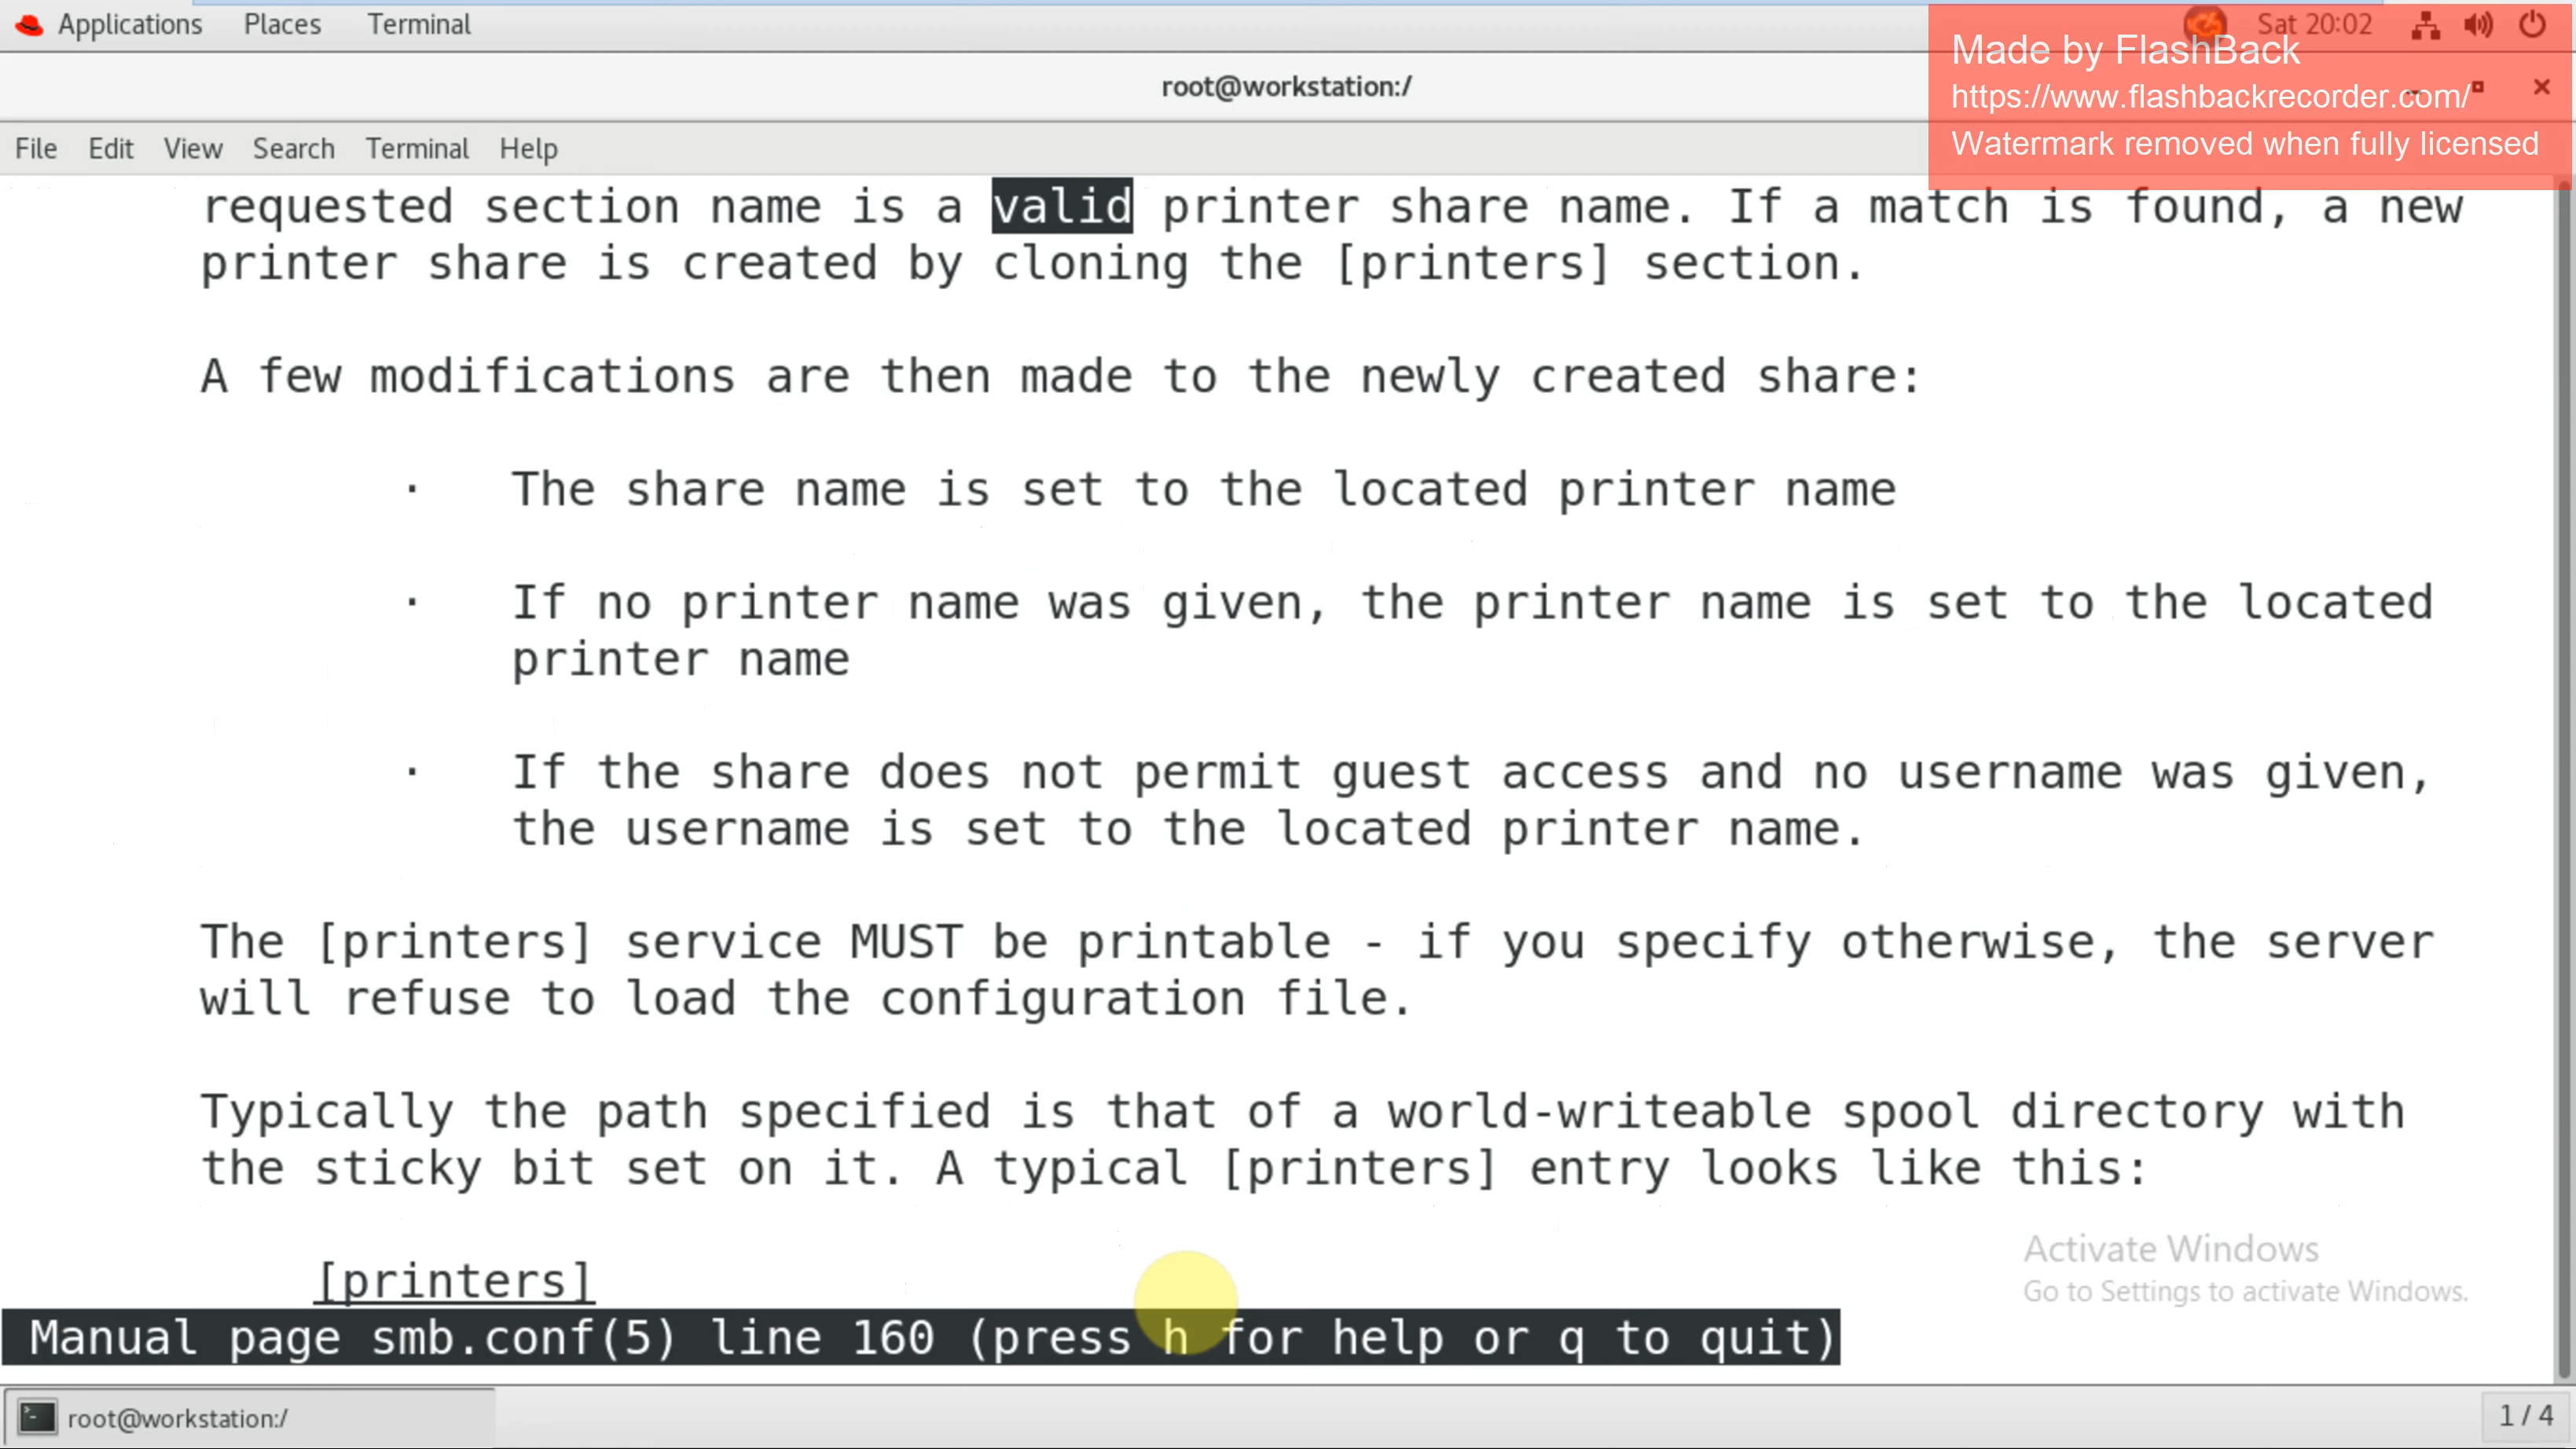 Applications Places Terminal Sat 20:02
Made by FlashBack
root@workstation:/
https://www.flashbackrecorder.com/
File Edit View Search Terminal Help
Watermark removed when fully licensed
requested section name is a valid printer share name. If a match is found, a new
printer share is created by cloning the [printers] section.
A few modifications are then made to the newly created share:
· The share name is set to the located printer name
· If no printer name was given, the printer name is set to the located
printer name
· If the share does not permit guest access and no username was given,
the username is set to the located printer name.
The [printers] service MUST be printable - if you specify otherwise, the server
will refuse to load the configuration file.
Typically the path specified is that of a world-writeable spool directory with
the sticky bit set on it. A typical [printers] entry looks like this:
[printers]
Activate Windows
Go to Settings to activate Windows.
Manual page smb.conf(5) line 160 (press h for help or q to quit)
root@workstation:/ 1 / 4